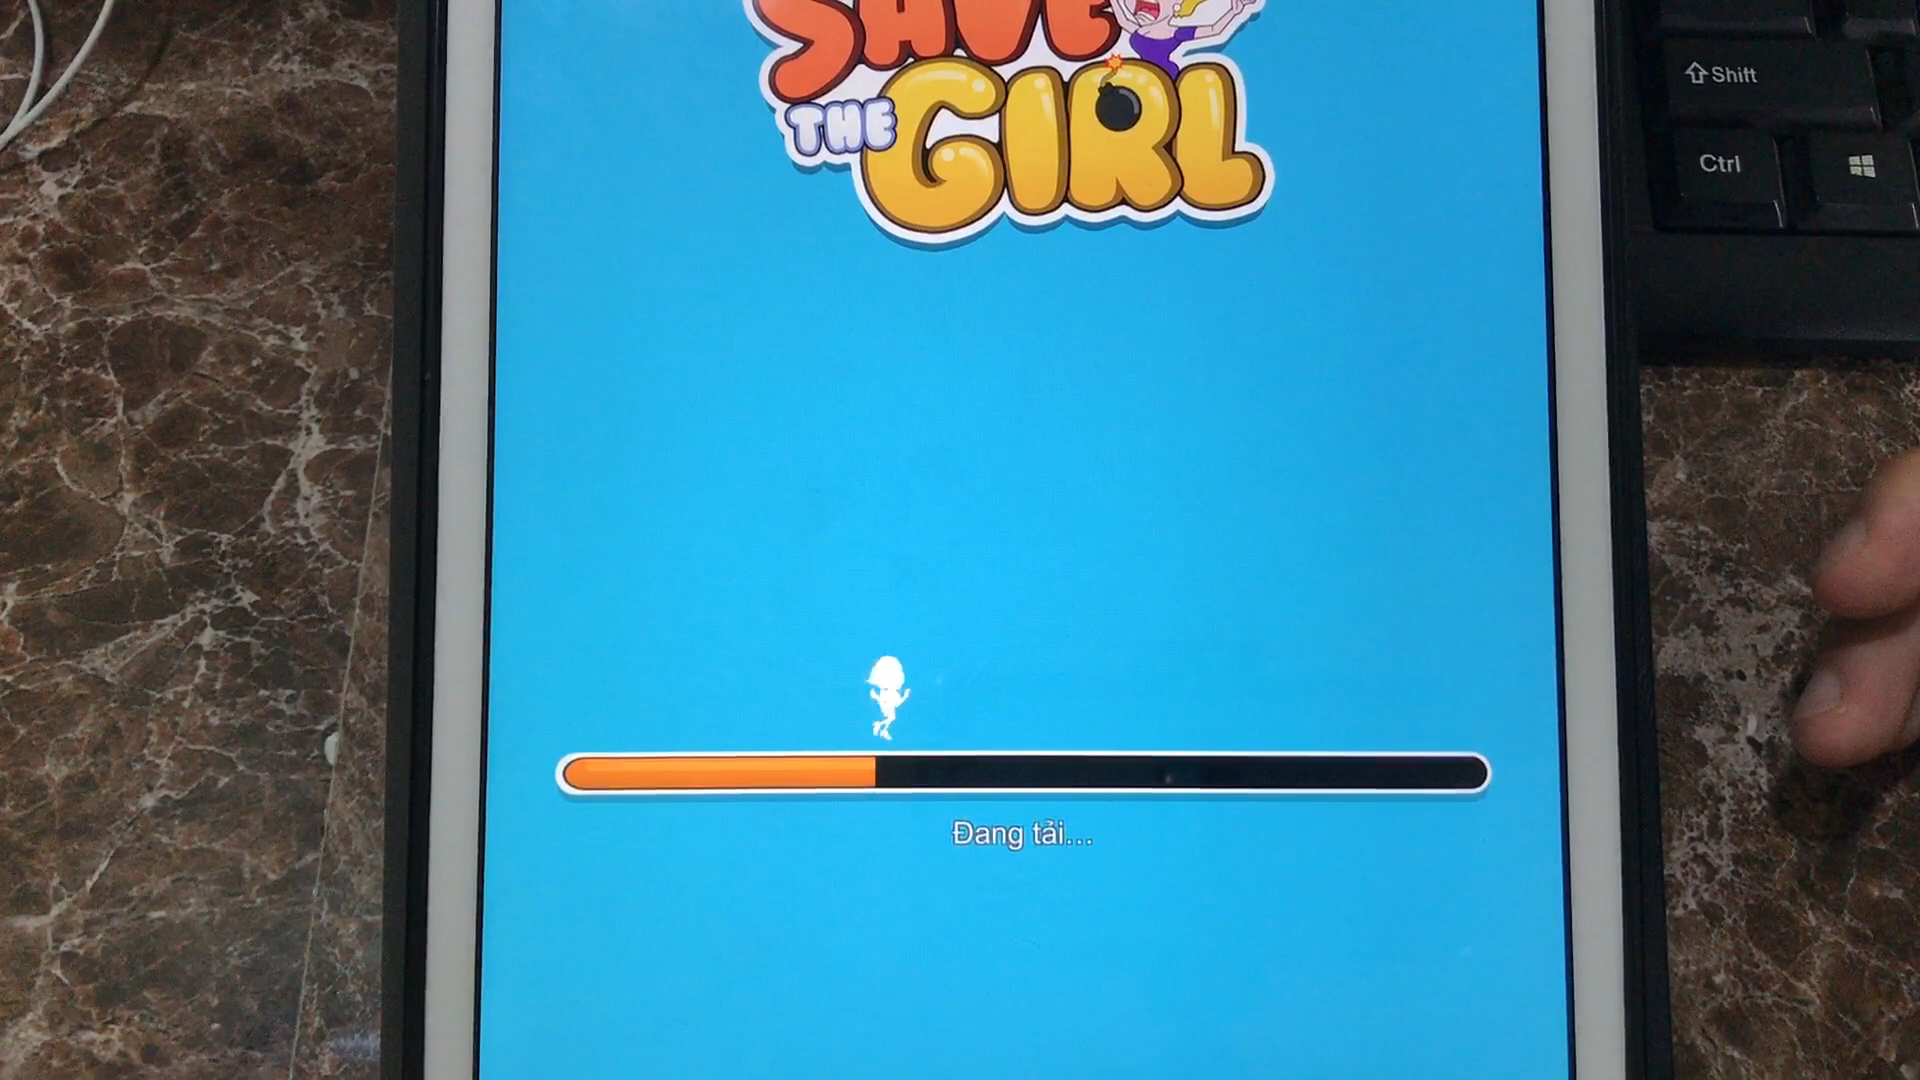 SAVE
THE GIRL
Đang tải...
Shift
Ctrl